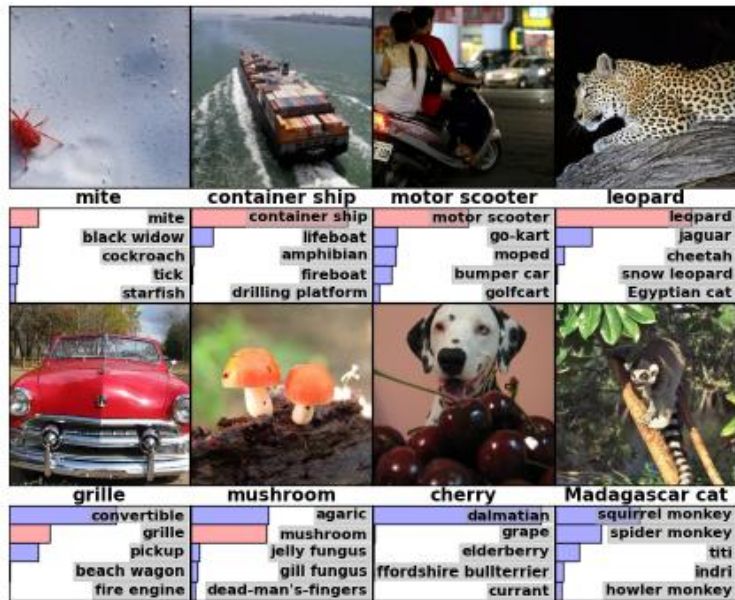 mite
container ship
motor scooter
leopard
mite
black widow
cockroach
tick
starfish
container ship
lifeboat
amphibian
fireboat
drilling platform
motor scooter
go-kart
moped
bumper car
golfcart
leopard
jaguar
cheetah
snow leopard
Egyptian cat
grille
mushroom
cherry
Madagascar cat
convertible
grille
pickup
beach wagon
fire engine
agaric
mushroom
jelly fungus
gill fungus
dead-man's-fingers
dalmatian
grape
elderberry
ffordshire bullterrier
currant
squirrel monkey
spider monkey
titi
indri
howler monkey